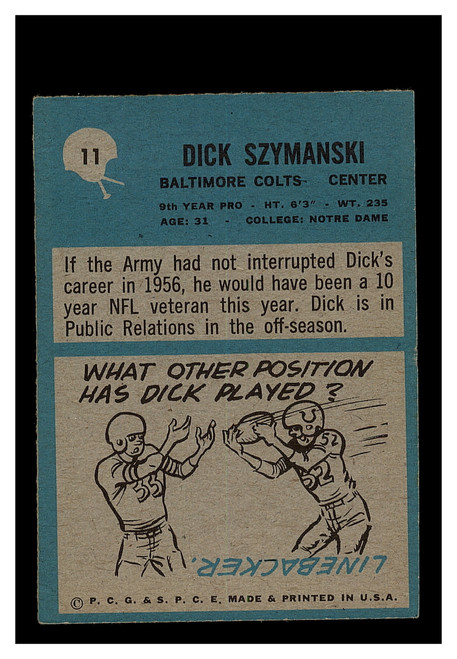 11
DICK SZYMANSKI
BALTIMORE COLTS- CENTER
9th YEAR PRO - HT. 6'3" - WT. 235
AGE: 31 - COLLEGE: NOTRE DAME
If the Army had not interrupted Dick's
career in 1956, he would have been a 10
year NFL veteran this year. Dick is in
Public Relations in the off-season.
WHAT OTHER POSITION
HAS DICK PLAYED?
33
52
52
LINEBACKER.
© P. C. G. & S. P. C. E, MADE & PRINTED IN U.S.A.